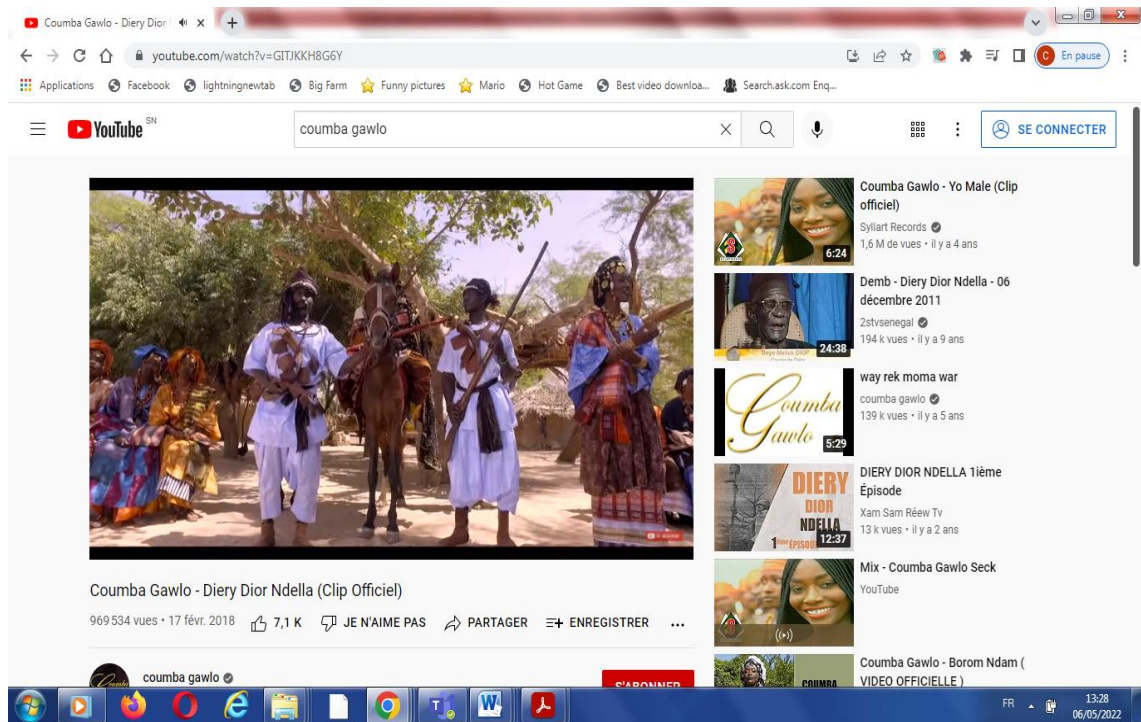 Coumba Gawlo - Diery Dior
youtube.com/watch?v=GITJKKH8G6Y
En pause
Applications
Facebook
lightningnewtab
Big Farm
Funny pictures
Mario
Hot Game
Best video downloa...
Search.ask.com Enq...
YouTube SN
coumba gawlo
SE CONNECTER
Coumba Gawlo - Diery Dior Ndella (Clip Officiel)
969 534 vues • 17 févr. 2018
7,1 K
JE N'AIME PAS
PARTAGER
ENREGISTRER
coumba gawlo
S'ABONNER
6:24
Coumba Gawlo - Yo Male (Clip
officiel)
Syllart Records
1,6 M de vues • il y a 4 ans
24:38
Demb - Diery Dior Ndella - 06
décembre 2011
2stvsenegal
194 k vues • il y a 9 ans
Coumba
Gawlo
5:29
way rek moma war
coumba gawlo
139 k vues • il y a 5 ans
DIERY
DIOR
NDELLA
12:37
DIERY DIOR NDELLA 1ième
Épisode
Xam Sam Réew Tv
13 k vues • il y a 2 ans
Mix - Coumba Gawlo Seck
YouTube
COUMBA
Coumba Gawlo - Borom Ndam (
VIDEO OFFICIELLE )
FR
13:28
06/05/2022